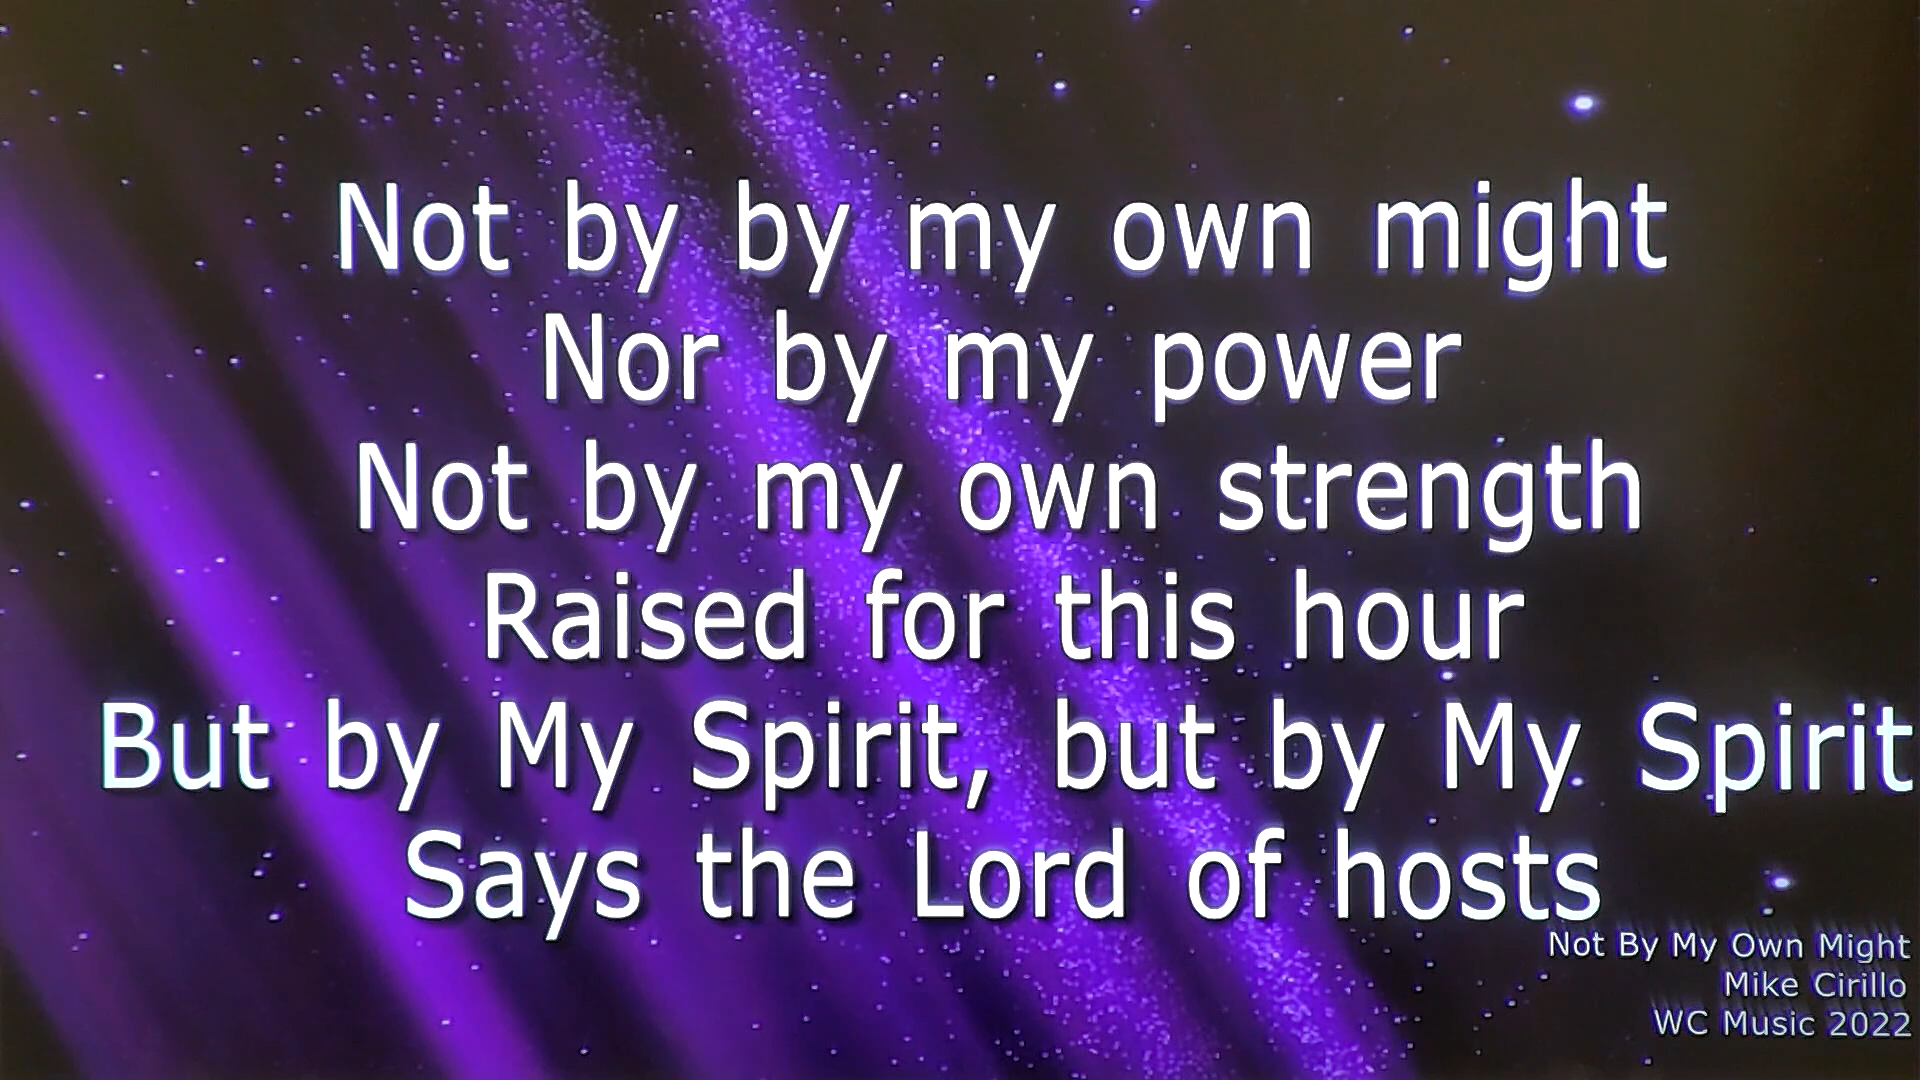 Not by by my own might
Nor by my power
Not by my own strength
Raised for this hour
But by My Spirit, but by My Spirit
Says the Lord of hosts
Not By My Own Might
Mike Cirillo
WC Music 2022